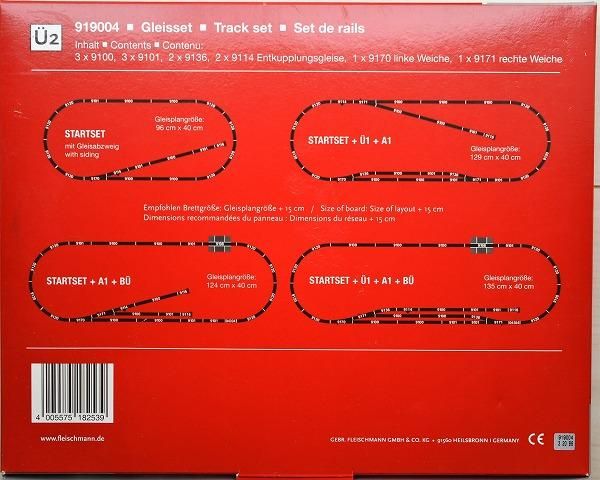 Ü2
919004 ■ Gleisset ■ Track set ■ Set de rails
Inhalt ■ Contents ■ Contenu:
3 x 9100, 3 x 9101, 2 x 9136, 2 x 9114 Entkupplungsgleise, 1 x 9170 linke Weiche, 1 x 9171 rechte Weiche
STARTSET
mit Gleisabzweig
with siding
Gleisplangröße:
96 cm x 40 cm
STARTSET + Ü1 + A1
Gleisplangröße:
129 cm x 40 cm
Empfohlen Brettgröße: Gleisplangröße + 15 cm / Size of board: Size of layout + 15 cm
Dimensions recommandées du panneau : Dimensions du réseau + 15 cm
STARTSET + A1 + BÜ
Gleisplangröße:
124 cm x 40 cm
STARTSET + Ü1 + A1 + BÜ
Gleisplangröße:
135 cm x 40 cm
4 005575 182539
www.fleischmann.de
GEBR. FLEISCHMANN GMBH & CO. KG + 91560 HEILSBRONN | GERMANY
CE
919004